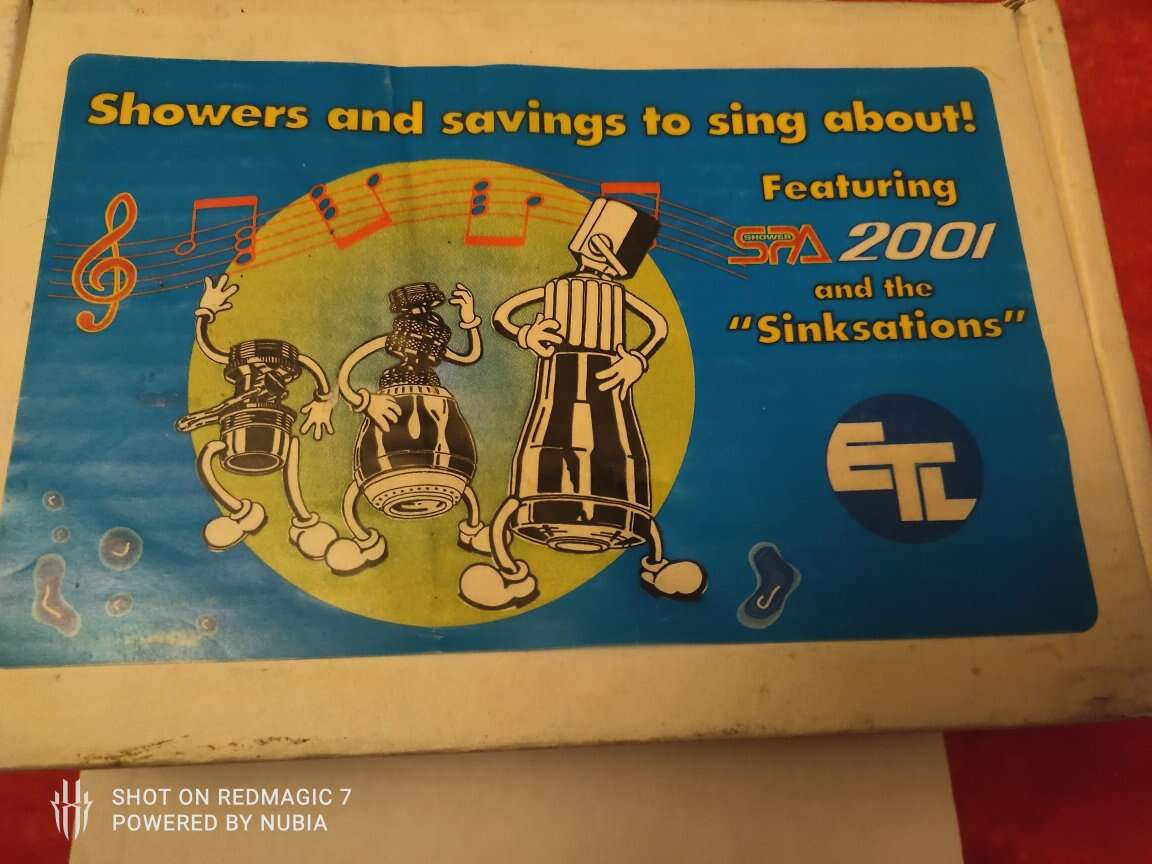 Showers and savings to sing about!
Featuring
SHOWER SPA 2001
and the
"Sinksations"
ETL
SHOT ON REDMAGIC 7
POWERED BY NUBIA